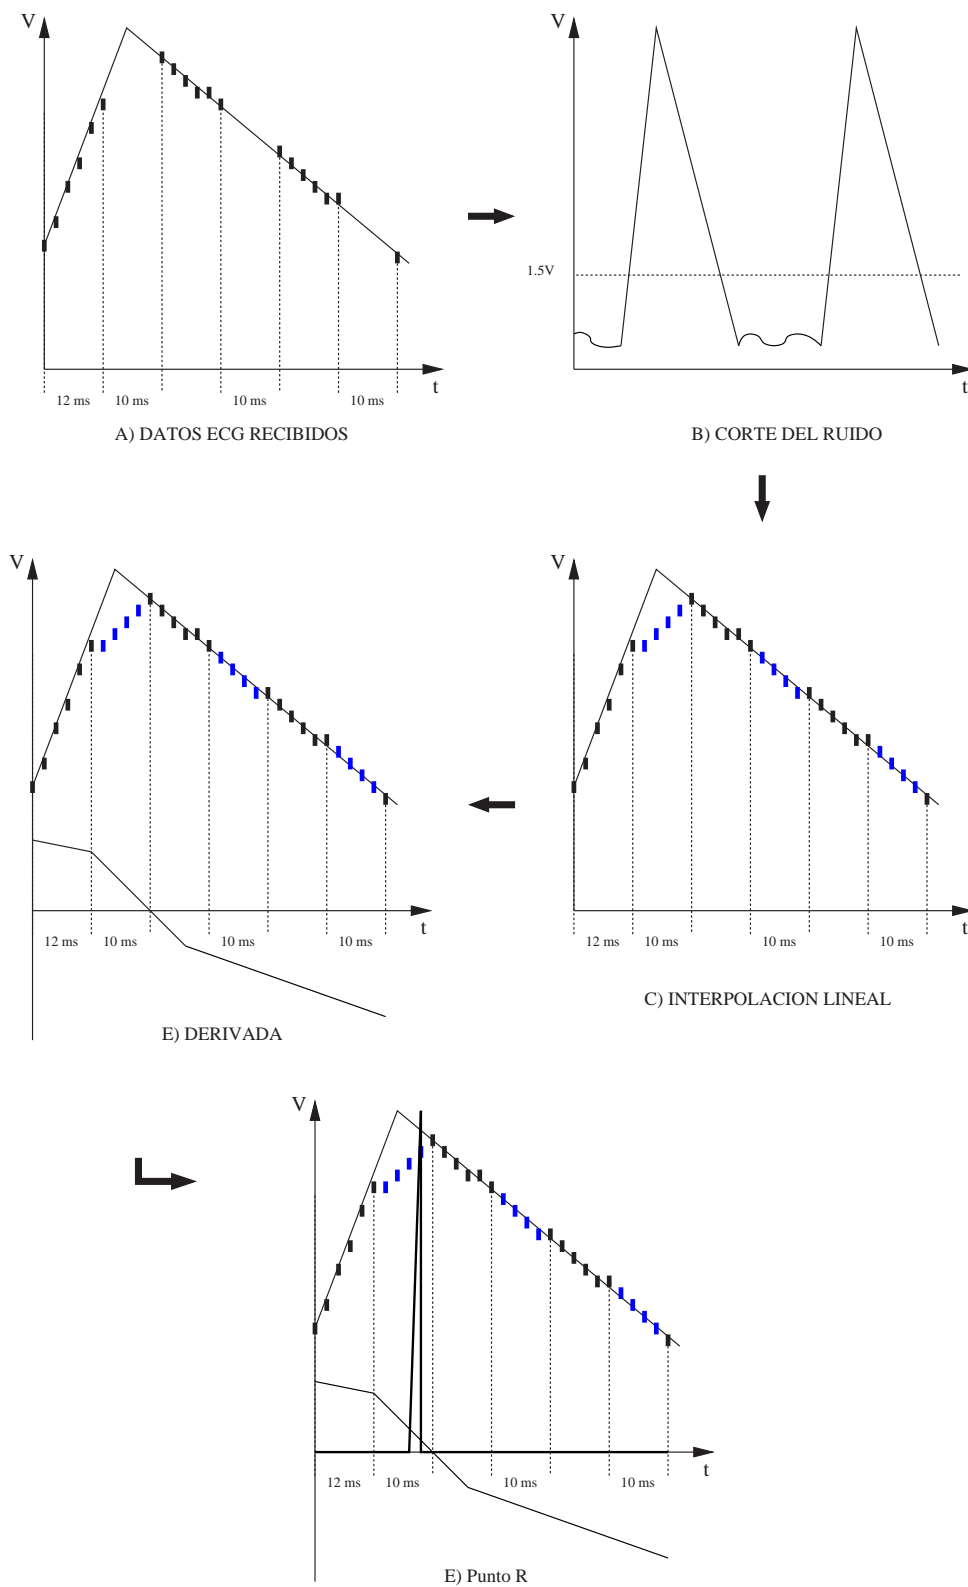 V
t
12 ms 10 ms 10 ms 10 ms
A) DATOS ECG RECIBIDOS
V
1.5V
t
B) CORTE DEL RUIDO
V
t
12 ms 10 ms 10 ms 10 ms
E) DERIVADA
V
t
12 ms 10 ms 10 ms 10 ms
C) INTERPOLACION LINEAL
V
t
12 ms 10 ms 10 ms 10 ms
E) Punto R